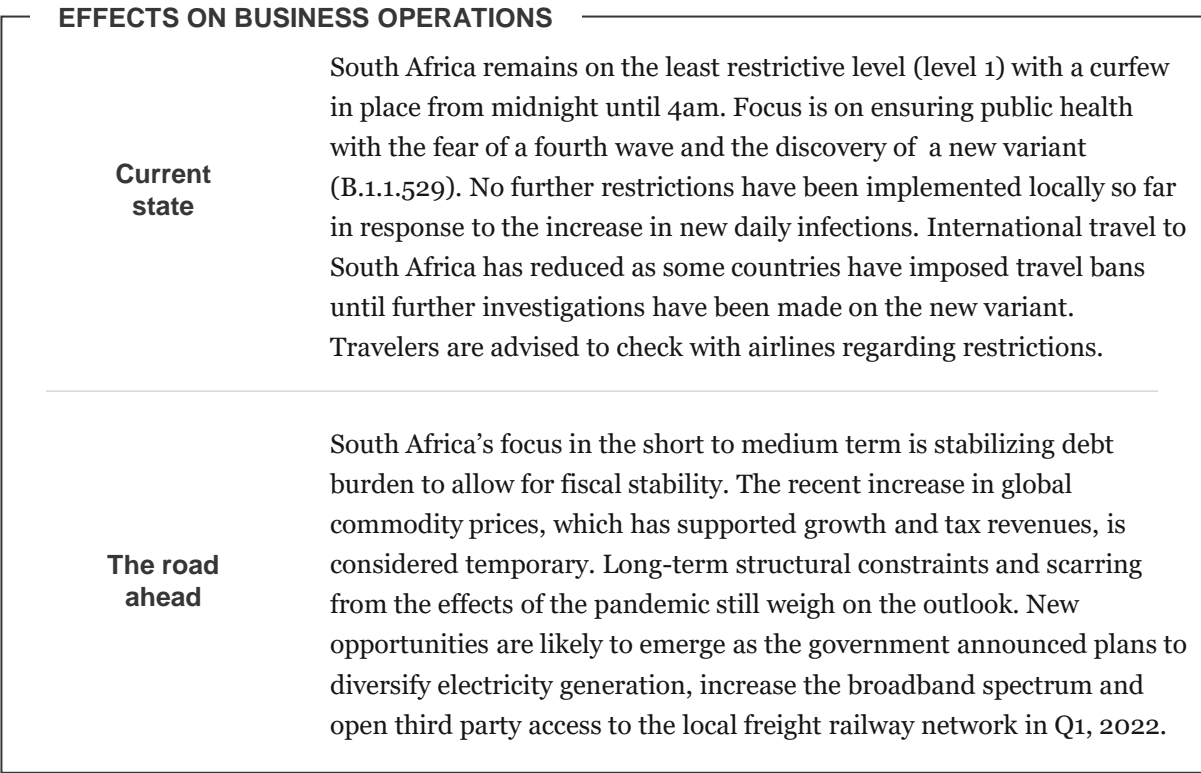 EFFECTS ON BUSINESS OPERATIONS
Current
state
South Africa remains on the least restrictive level (level 1) with a curfew
in place from midnight until 4am. Focus is on ensuring public health
with the fear of a fourth wave and the discovery of  a new variant
(B.1.1.529). No further restrictions have been implemented locally so far
in response to the increase in new daily infections. International travel to
South Africa has reduced as some countries have imposed travel bans
until further investigations have been made on the new variant.
Travelers are advised to check with airlines regarding restrictions.
The road
ahead
South Africa’s focus in the short to medium term is stabilizing debt
burden to allow for fiscal stability. The recent increase in global
commodity prices, which has supported growth and tax revenues, is
considered temporary. Long-term structural constraints and scarring
from the effects of the pandemic still weigh on the outlook. New
opportunities are likely to emerge as the government announced plans to
diversify electricity generation, increase the broadband spectrum and
open third party access to the local freight railway network in Q1, 2022.